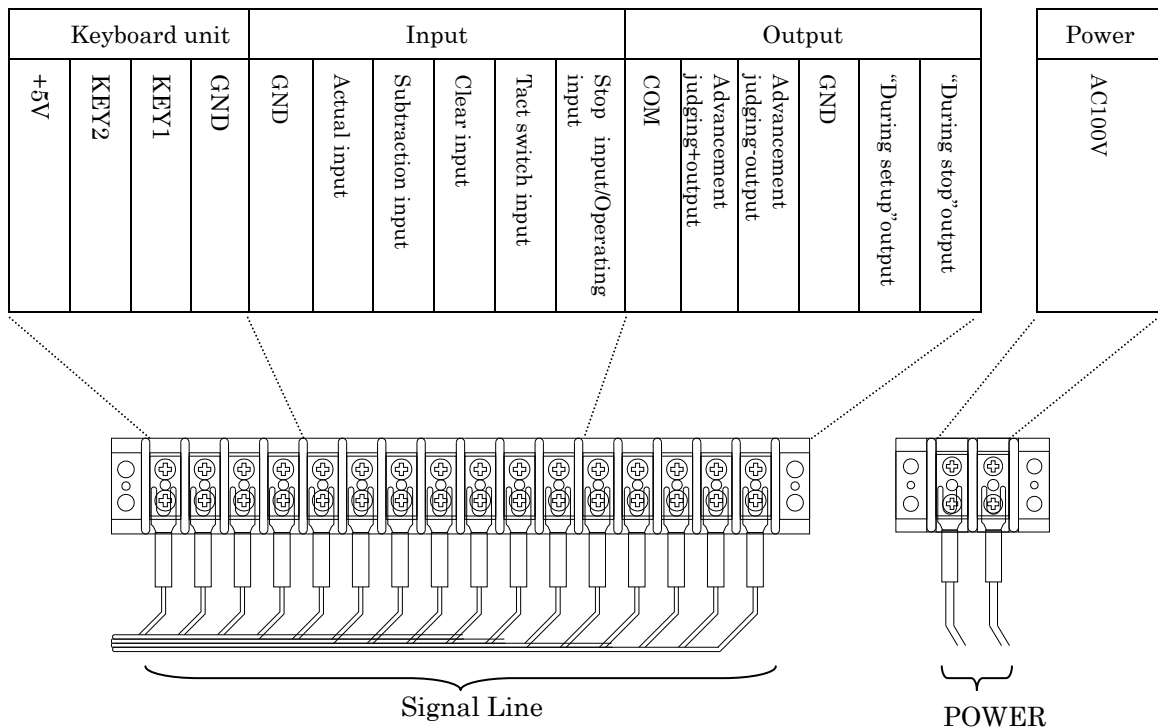 Keyboard unit
Input
Output
Power
+5V
KEY2
KEY1
GND
GND
Actual input
Subtraction input
Clear input
Tact switch input
Stop input/Operating
input
COM
Advancement
judging+output
Advancement
judging-output
GND
“During setup”output
“During stop”output
AC100V
Signal Line
POWER